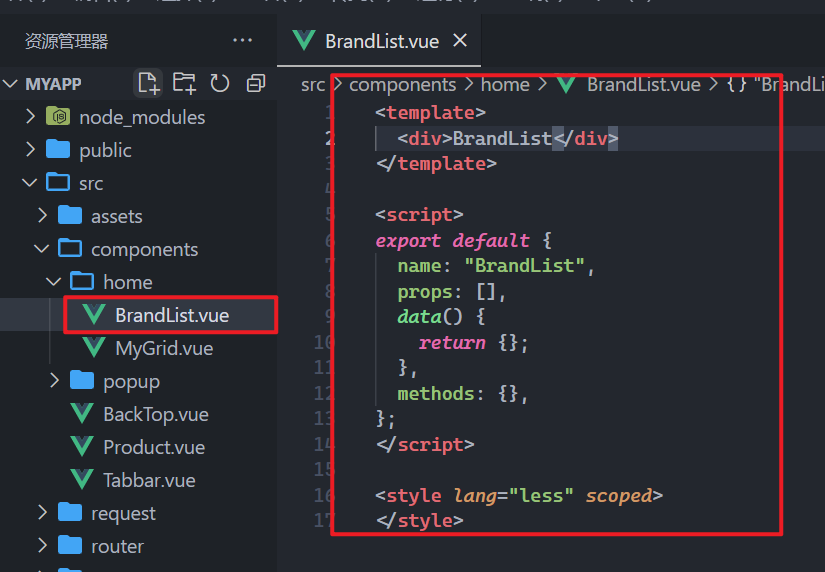 资源管理器
BrandList.vue
MYAPP
node_modules
public
src
assets
components
home
BrandList.vue
MyGrid.vue
popup
BackTop.vue
Product.vue
Tabbar.vue
request
router
src > components > home > BrandList.vue > {} "BrandLi
1 <template>
2 <div>BrandList</div>
3 </template>
4
5 <script>
6 export default {
7 name: "BrandList",
8 props: [],
9 data() {
10 return {};
11 },
12 methods: {},
13 };
14 </script>
15
16 <style lang="less" scoped>
17 </style>